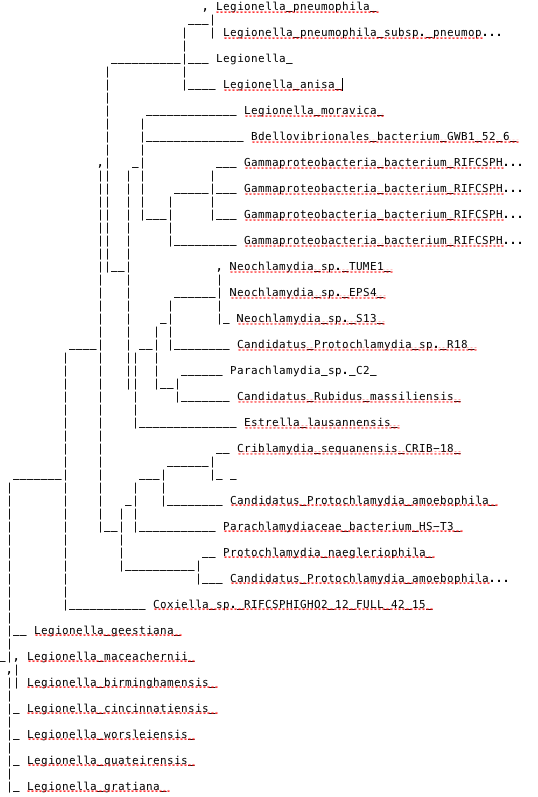 Legionella_pneumophila_
Legionella_pneumophila_subsp._pneumop...
Legionella_
Legionella_anisa_
Legionella_moravica_
Bdellovibrionales_bacterium_GWB1_52_6_
Gammaproteobacteria_bacterium_RIFCSPH...
Gammaproteobacteria_bacterium_RIFCSPH...
Gammaproteobacteria_bacterium_RIFCSPH...
Gammaproteobacteria_bacterium_RIFCSPH...
Neochlamydia_sp._TUME1_
Neochlamydia_sp._EPS4_
Neochlamydia_sp._S13_
Candidatus_Protochlamydia_sp._R18_
Parachlamydia_sp._C2_
Candidatus_Rubidus_massiliensis_
Estrella_lausannensis_
Criblamydia_sequanensis_CRIB-18_
_
Candidatus_Protochlamydia_amoebophila_
Parachlamydiaceae_bacterium_HS-T3_
Protochlamydia_naegleriophila_
Candidatus_Protochlamydia_amoebophila...
Coxiella_sp._RIFCSPHIGHO2_12_FULL_42_15_
Legionella_geestiana_
Legionella_maceachernii_
Legionella_birminghamensis_
Legionella_cincinnatiensis_
Legionella_worsleiensis_
Legionella_quateirensis_
Legionella_gratiana_